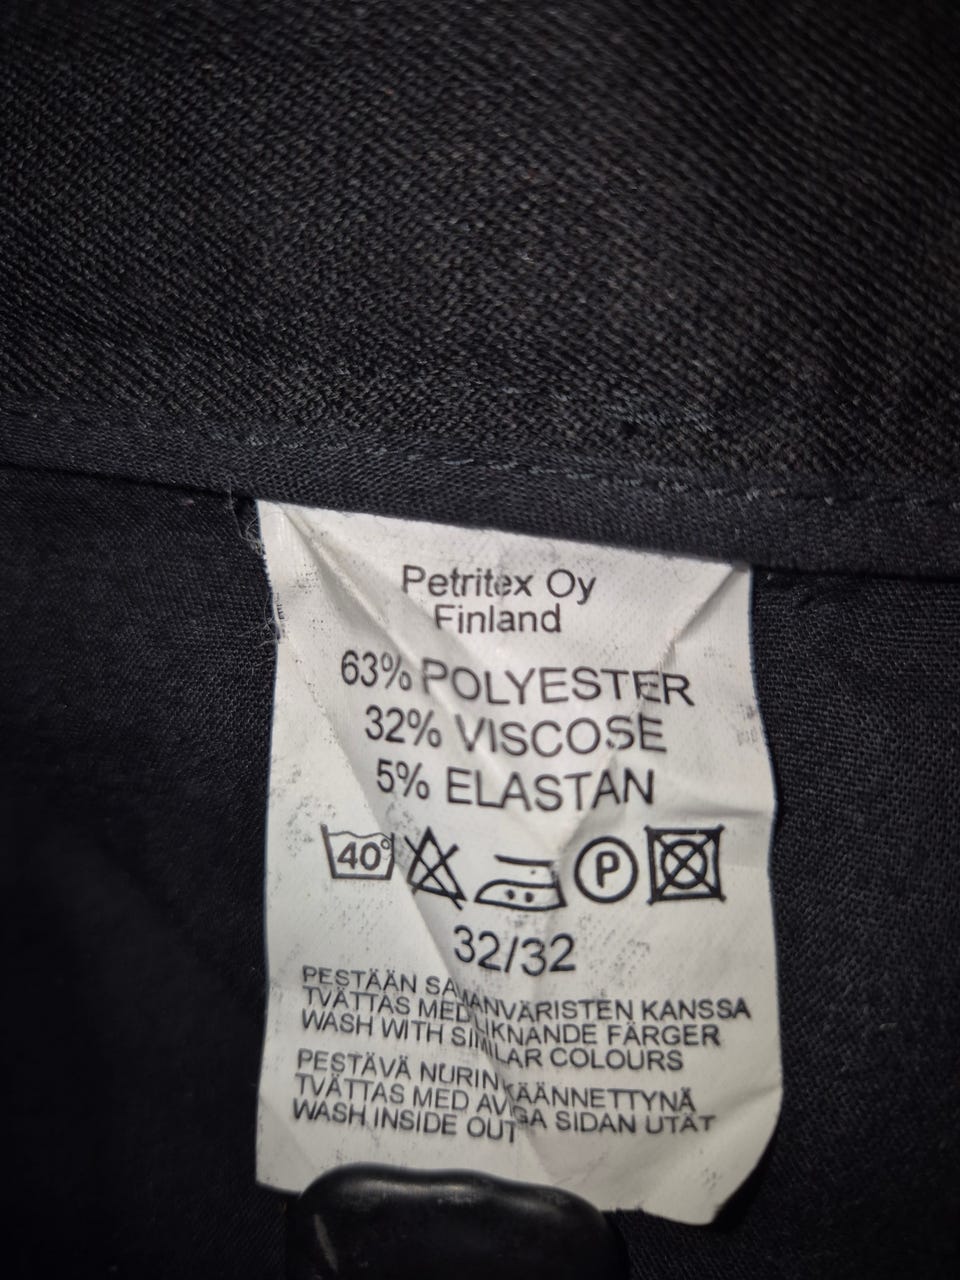 Petritex Oy
Finland
63% POLYESTER
32% VISCOSE
5% ELASTAN
40° P
32/32
PESTÄÄN SAMANVÄRISTEN KANSSA
TVÄTTAS MED LIKNANDE FÄRGER
WASH WITH SIMILAR COLOURS
PESTÄVÄ NURINKÄÄNNETTYNÄ
TVÄTTAS MED AVIGA SIDAN UTÅT
WASH INSIDE OUT